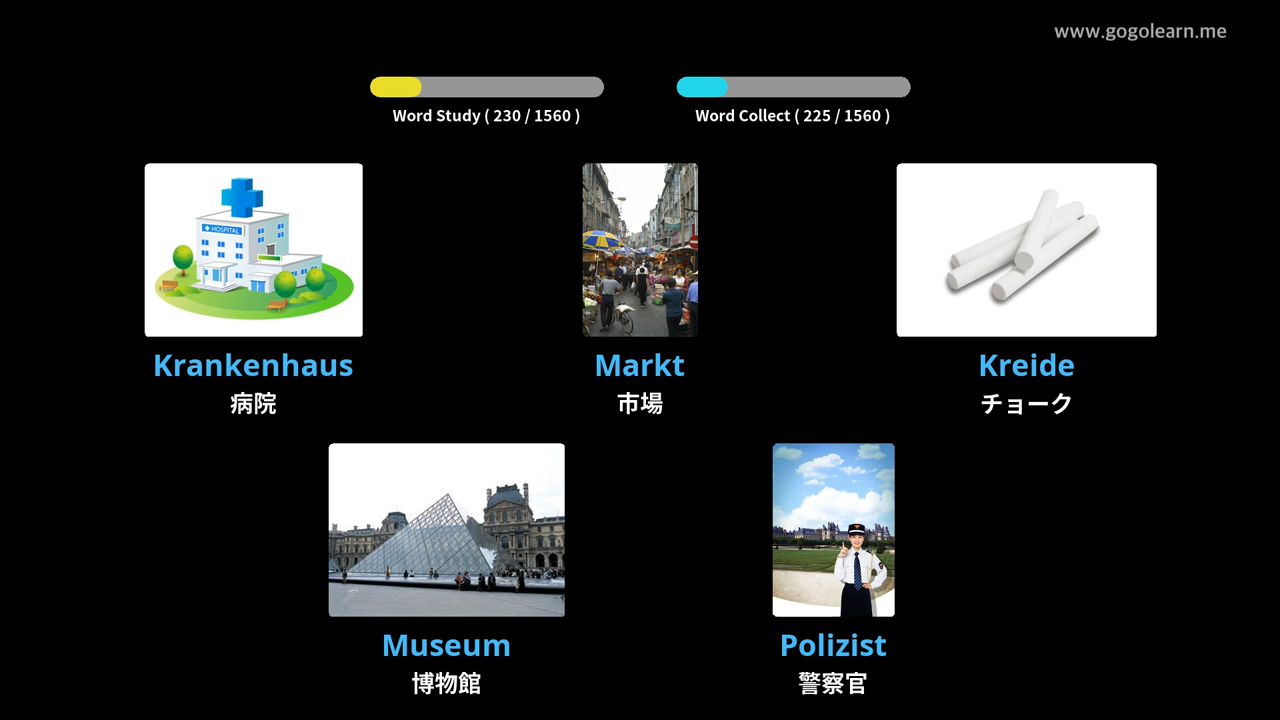 www.gogolearn.me
Word Study ( 230 / 1560 )
Word Collect ( 225 / 1560 )
HOSPITAL
Krankenhaus
病院
Markt
市場
Kreide
チョーク
Museum
博物館
Polizist
警察官